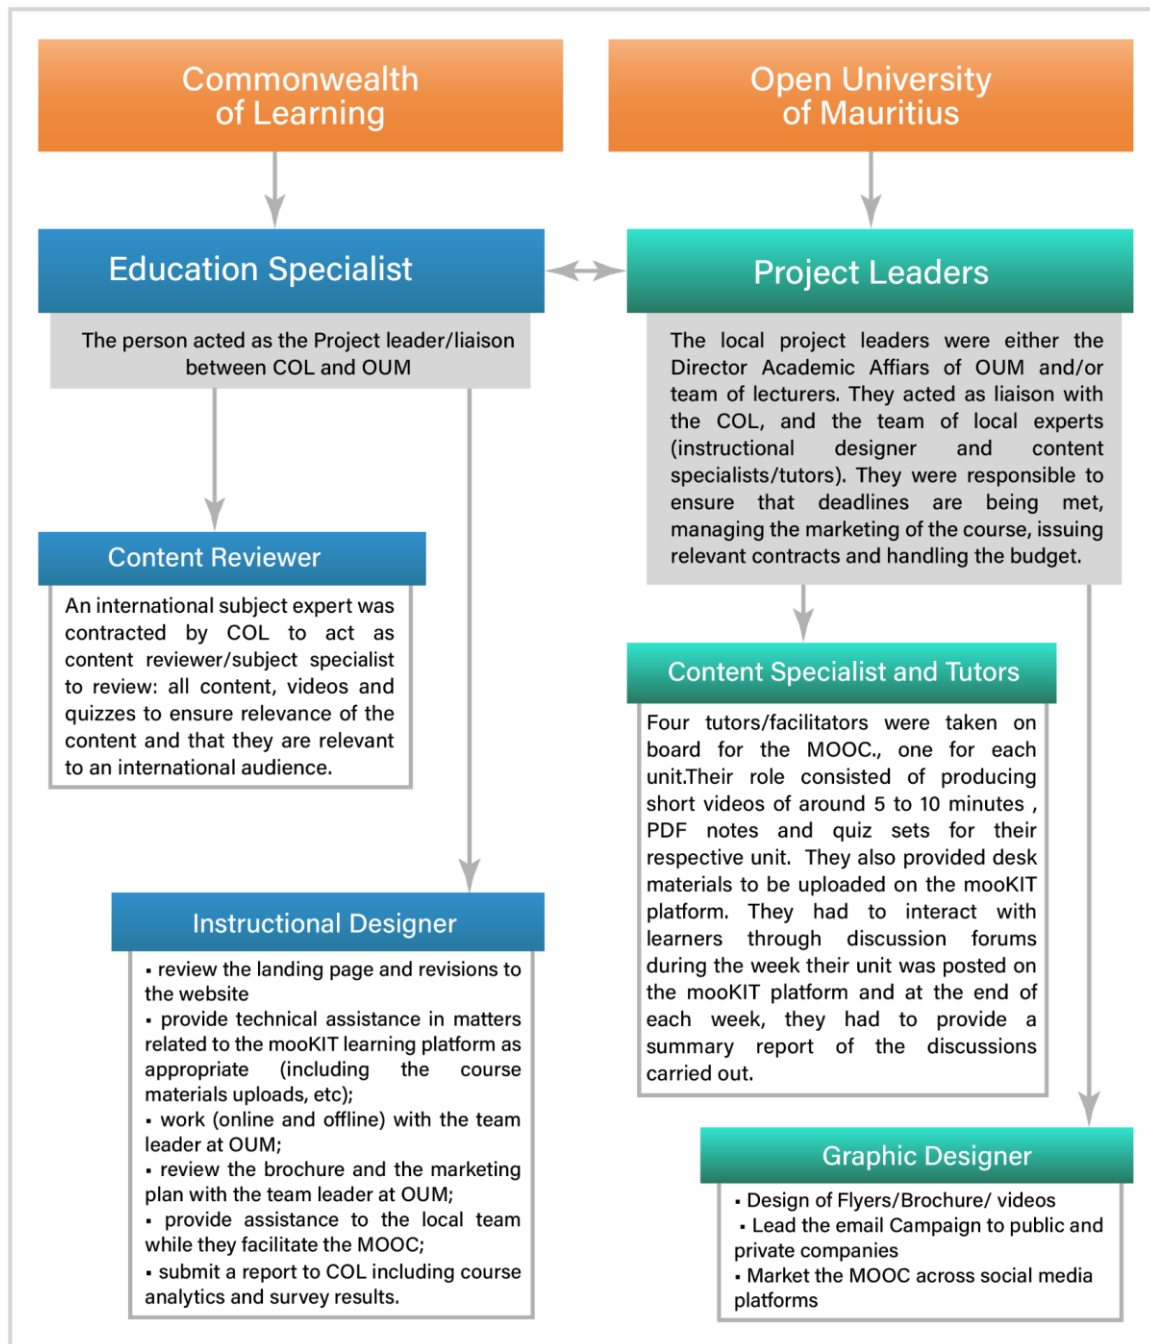 Commonwealth
of Learning
Open University
of Mauritius
Education Specialist
The person acted as the Project leader/liaison
between COL and OUM
Project Leaders
The local project leaders were either the
Director Academic Affiars of OUM and/or
team of lecturers. They acted as liaison with
the COL, and the team of local experts
(instructional designer and content
specialists/tutors). They were responsible to
ensure that deadlines are being met,
managing the marketing of the course, issuing
relevant contracts and handling the budget.
Content Reviewer
An international subject expert was
contracted by COL to act as
content reviewer/subject specialist
to review: all content, videos and
quizzes to ensure relevance of the
content and that they are relevant
to an international audience.
Content Specialist and Tutors
Four tutors/facilitators were taken on
board for the MOOC., one for each
unit.Their role consisted of producing
short videos of around 5 to 10 minutes ,
PDF notes and quiz sets for their
respective unit. They also provided desk
materials to be uploaded on the mooKIT
platform. They had to interact with
learners through discussion forums
during the week their unit was posted on
the mooKIT platform and at the end of
each week, they had to provide a
summary report of the discussions
carried out.
Instructional Designer
▪ review the landing page and revisions to
the website
▪ provide technical assistance in matters
related to the mooKIT learning platform as
appropriate (including the course
materials uploads, etc);
▪ work (online and offline) with the team
leader at OUM;
▪ review the brochure and the marketing
plan with the team leader at OUM;
▪ provide assistance to the local team
while they facilitate the MOOC;
▪ submit a report to COL including course
analytics and survey results.
Graphic Designer
▪ Design of Flyers/Brochure/ videos
▪ Lead the email Campaign to public and
private companies
▪ Market the MOOC across social media
platforms